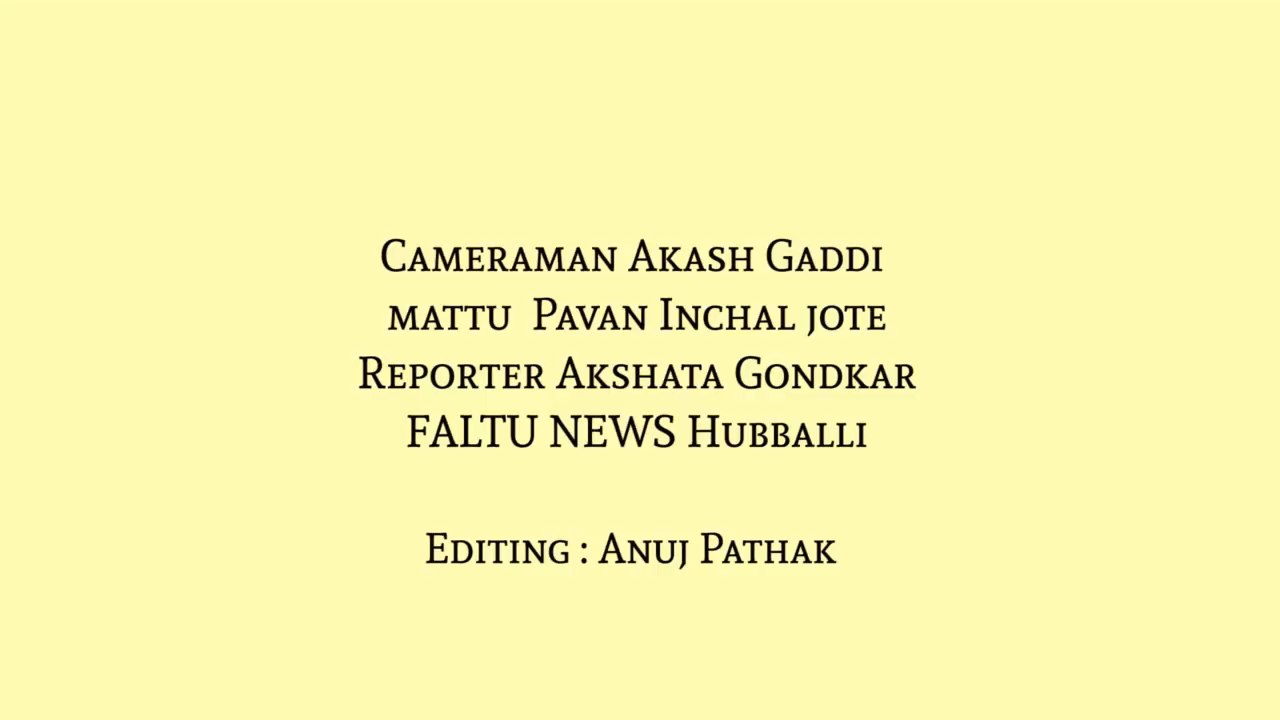 Cameraman Akash Gaddi
mattu Pavan Inchal jote
Reporter Akshata Gondkar
FALTU NEWS Hubballi
Editing : Anuj Pathak